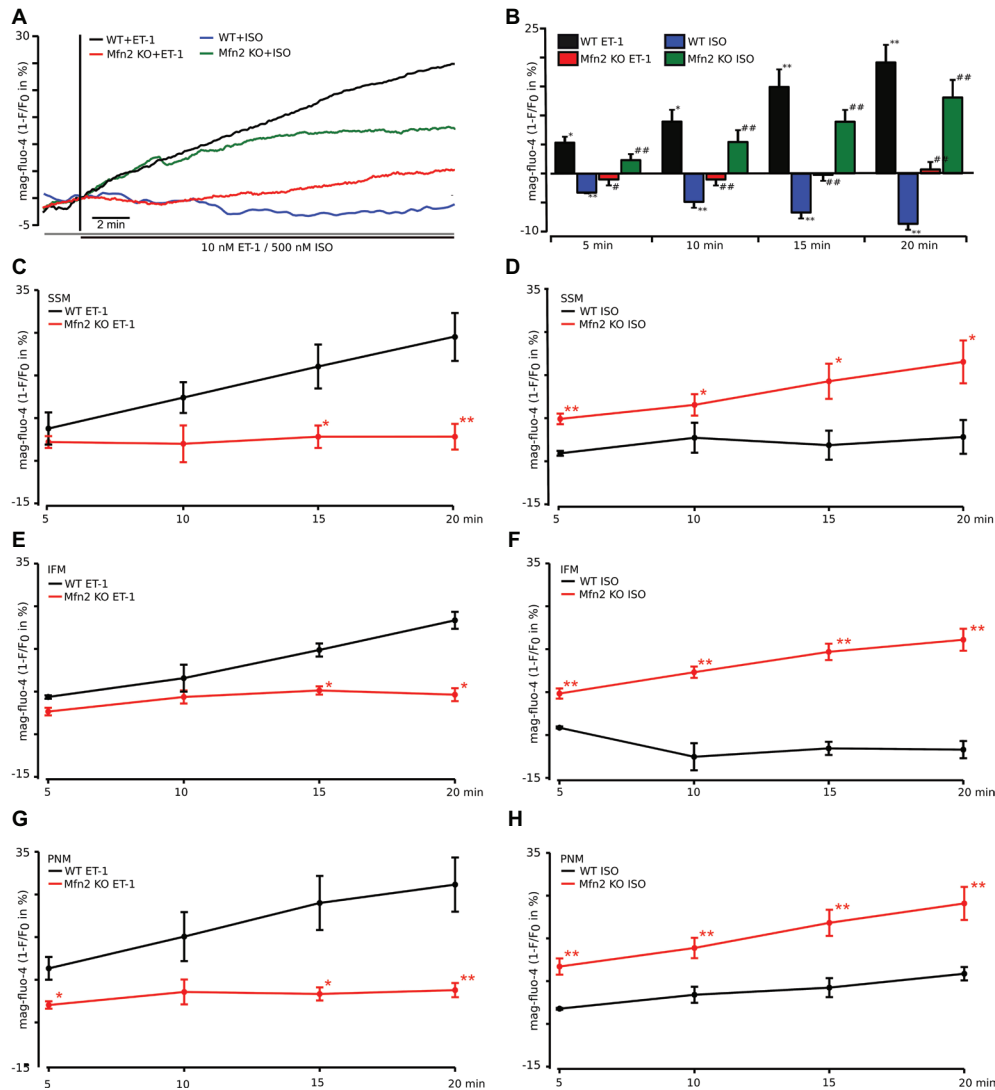 A
30
WT+ET-1
WT+ISO
Mfn2 KO+ET-1
Mfn2 KO+ISO
mag-fluo-4 (1-F/F0 in %)
2 min
-5
10 nM ET-1 / 500 nM ISO
B
25
WT ET-1
WT ISO
Mfn2 KO ET-1
Mfn2 KO ISO
mag-fluo-4 (1-F/F0 in %)
* ** # ##
* ** ## ##
** ** ## ##
** ** ## ##
-10
5 min
10 min
15 min
20 min
C
35
SSM
WT ET-1
Mfn2 KO ET-1
mag-fluo-4 (1-F/F0 in %)
* **
-15
5
10
15
20 min
D
35
SSM
WT ISO
Mfn2 KO ISO
mag-fluo-4 (1-F/F0 in %)
** * * *
-15
5
10
15
20 min
E
35
IFM
WT ET-1
Mfn2 KO ET-1
mag-fluo-4 (1-F/F0 in %)
* *
-15
5
10
15
20 min
F
35
IFM
WT ISO
Mfn2 KO ISO
mag-fluo-4 (1-F/F0 in %)
** ** ** **
-15
5
10
15
20 min
G
35
PNM
WT ET-1
Mfn2 KO ET-1
mag-fluo-4 (1-F/F0 in %)
* * **
-15
5
10
15
20 min
H
35
PNM
WT ISO
Mfn2 KO ISO
mag-fluo-4 (1-F/F0 in %)
** ** ** **
-15
5
10
15
20 min